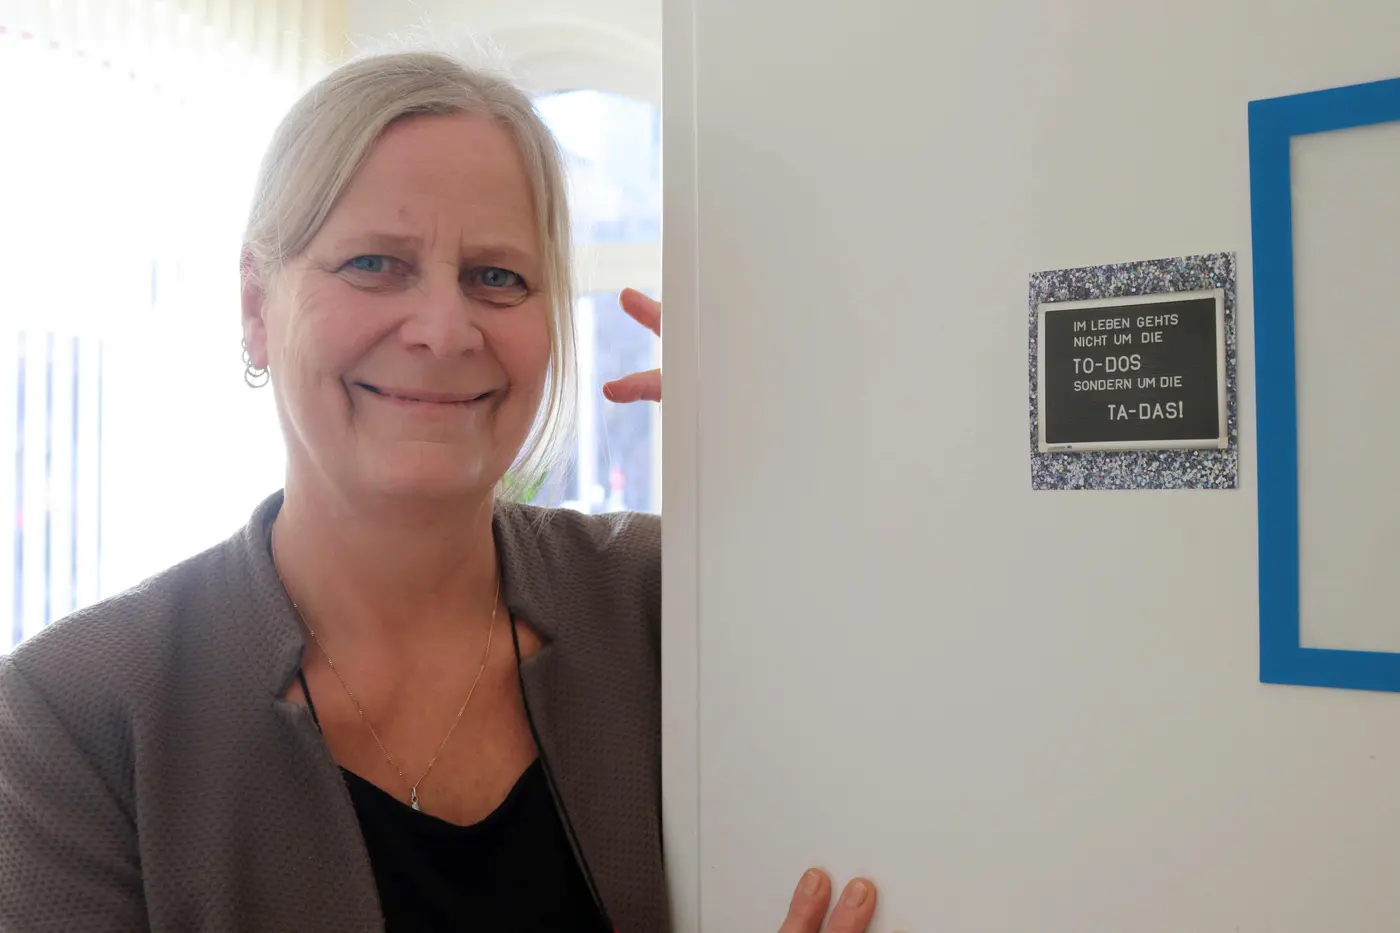 IM LEBEN GEHTS
NICHT UM DIE
TO-DOS
SONDERN UM DIE
TA-DAS!